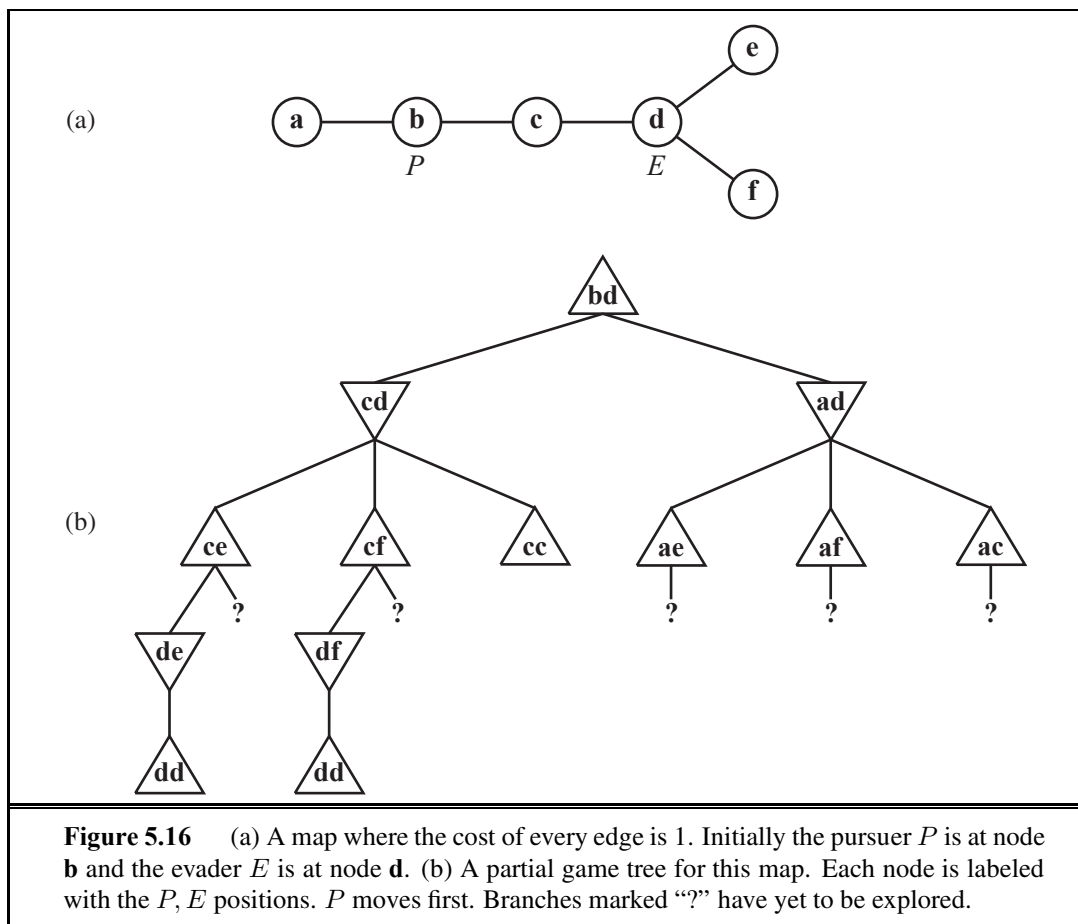 (a)
a b c d e f
P E
bd
cd ad
(b)
ce cf cc ae af ac
? ? ? ? ?
de df
dd dd
Figure 5.16 (a) A map where the cost of every edge is 1. Initially the pursuer P is at node
b and the evader E is at node d. (b) A partial game tree for this map. Each node is labeled
with the P, E positions. P moves first. Branches marked “?” have yet to be explored.